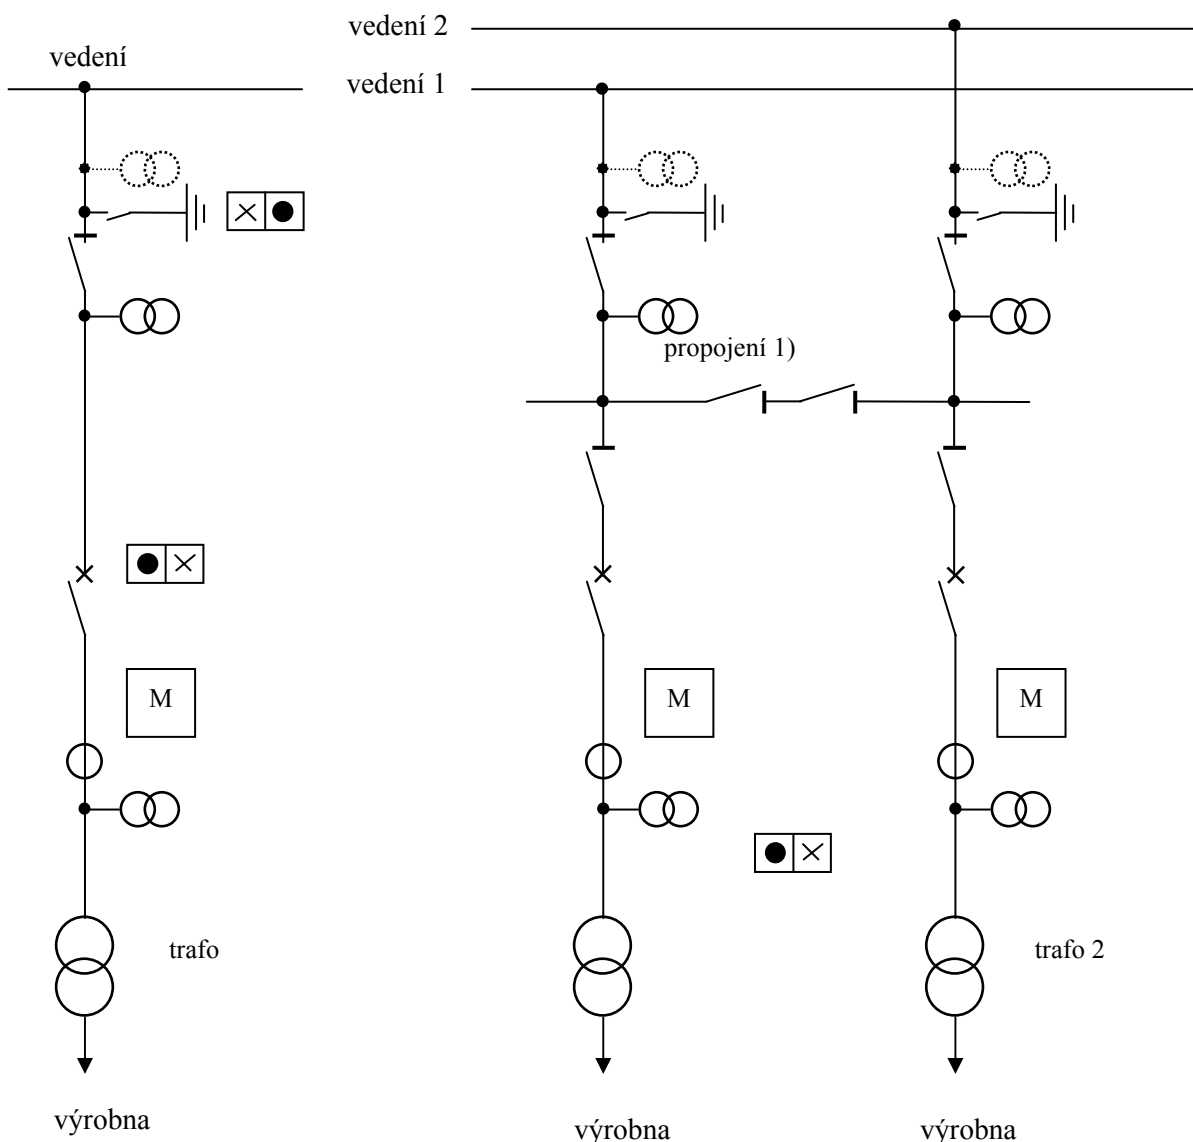 vedení 2
vedení
vedení 1
propojení 1)
M
M
M
trafo
trafo 2
výrobna
výrobna
výrobna